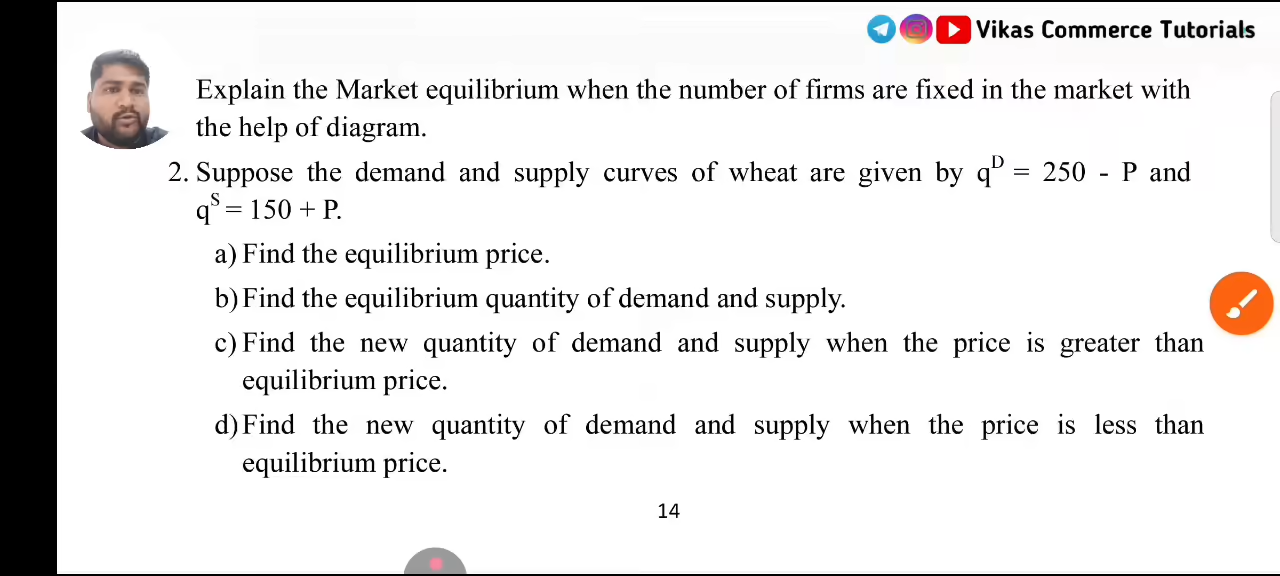 Vikas Commerce Tutorials
Explain the Market equilibrium when the number of firms are fixed in the market with
the help of diagram.
2. Suppose the demand and supply curves of wheat are given by qᴰ = 250 - P and
qˢ = 150 + P.
a) Find the equilibrium price.
b) Find the equilibrium quantity of demand and supply.
c) Find the new quantity of demand and supply when the price is greater than
equilibrium price.
d) Find the new quantity of demand and supply when the price is less than
equilibrium price.
14